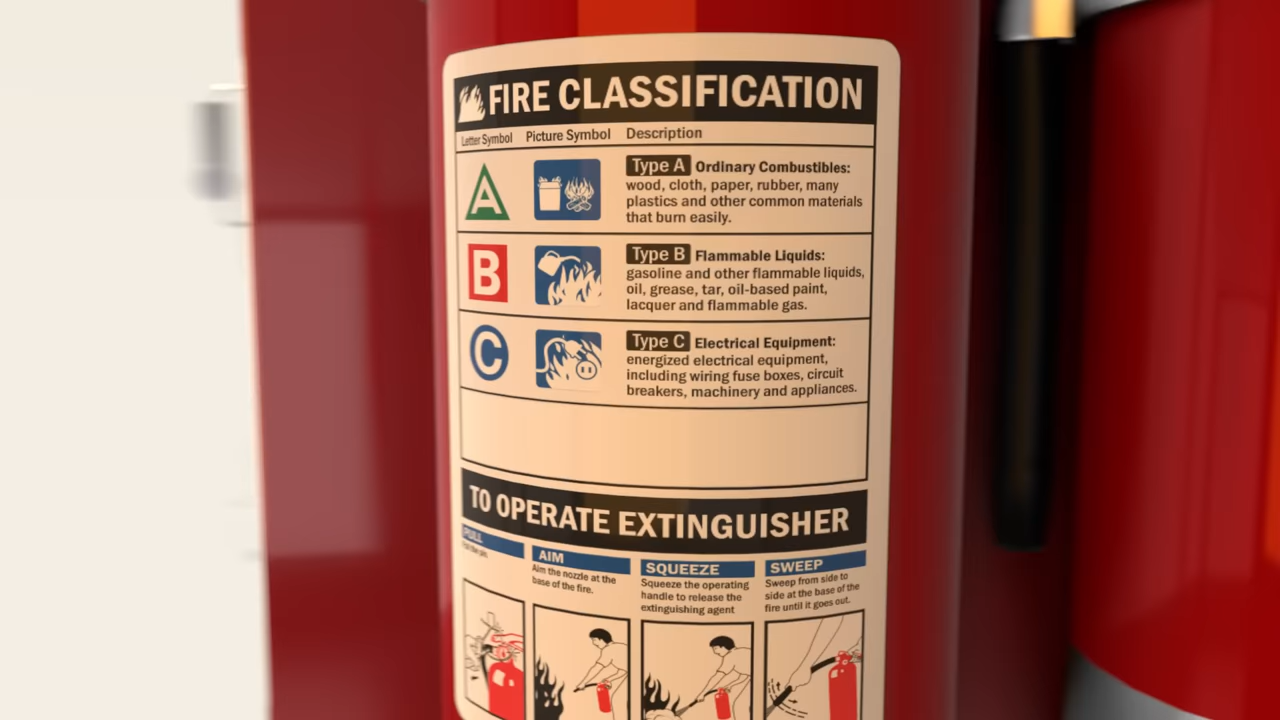 FIRE CLASSIFICATION
Letter Symbol Picture Symbol Description
A
Type A Ordinary Combustibles:
wood, cloth, paper, rubber, many
plastics and other common materials
that burn easily.
B
Type B Flammable Liquids:
gasoline and other flammable liquids,
oil, grease, tar, oil-based paint,
lacquer and flammable gas.
C
Type C Electrical Equipment:
energized electrical equipment,
including wiring fuse boxes, circuit
breakers, machinery and appliances.
TO OPERATE EXTINGUISHER
PULL
Pull the pin.
AIM
Aim the nozzle at the
base of the fire.
SQUEEZE
Squeeze the operating
handle to release the
extinguishing agent
SWEEP
Sweep from side to
side at the base of the
fire until it goes out.